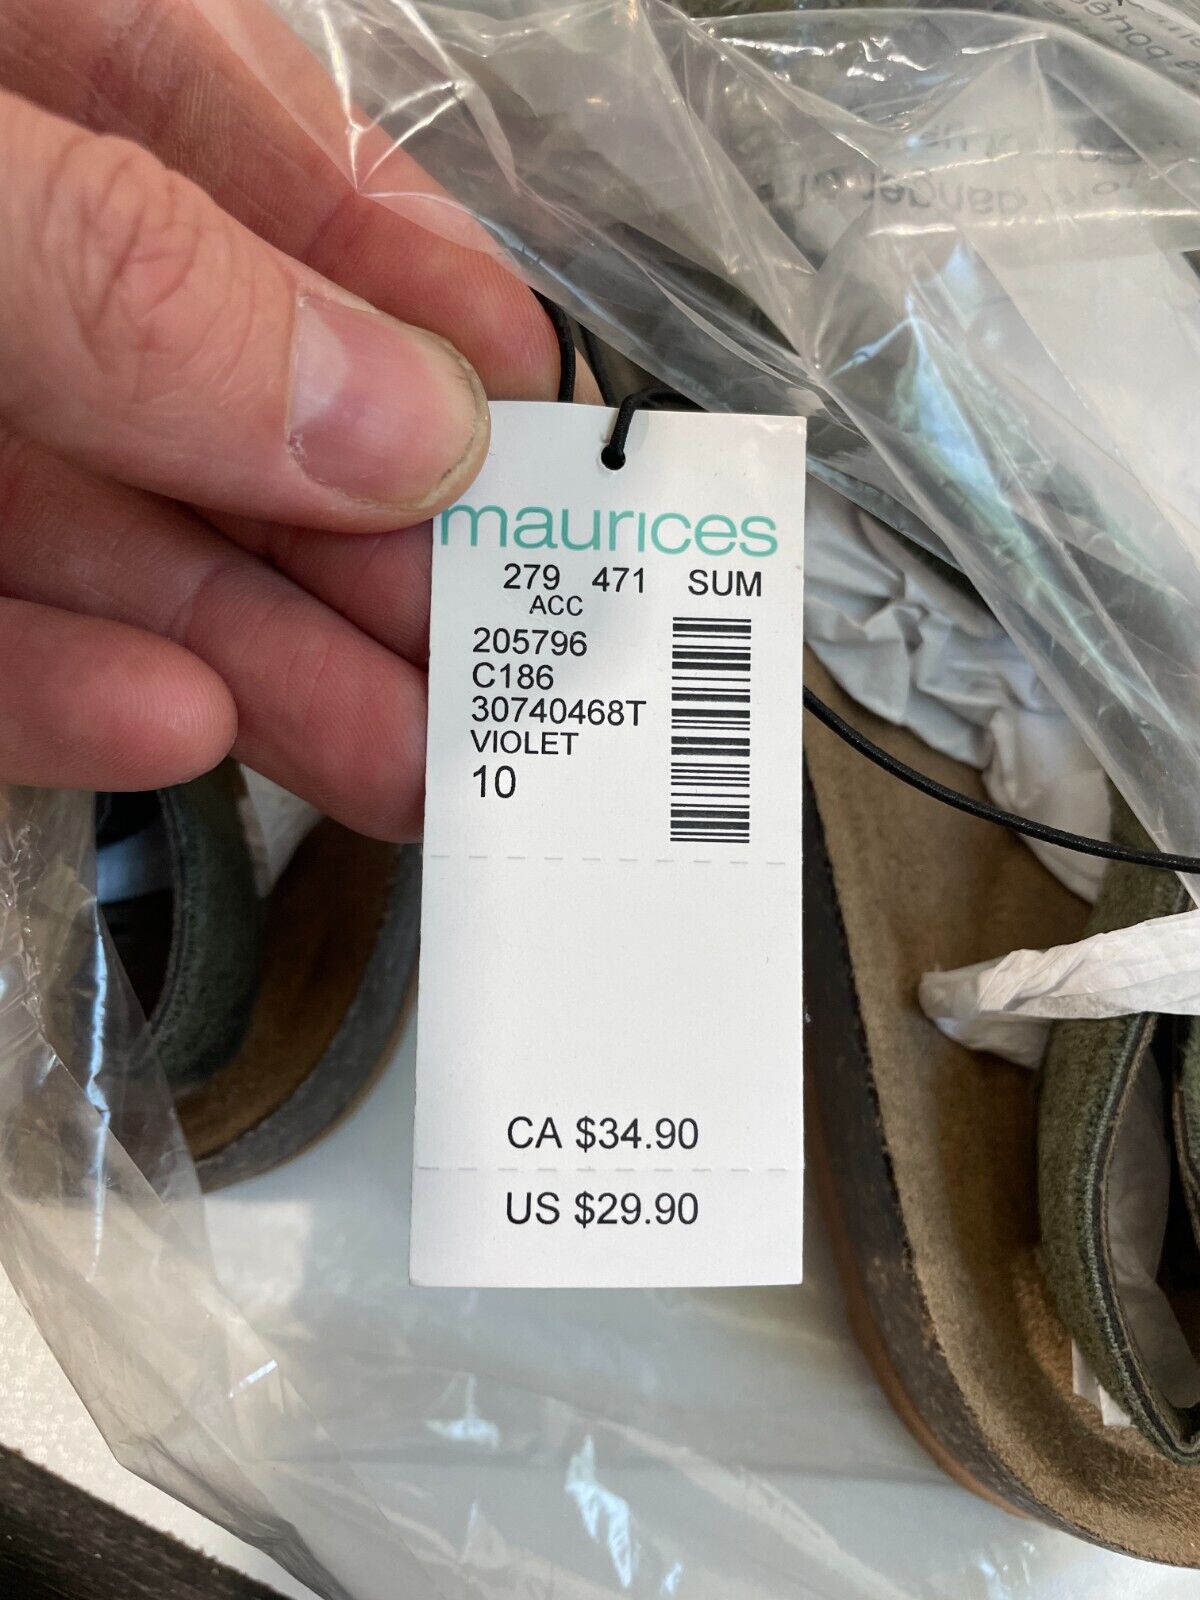 maurices
279 471 SUM
ACC
205796
C186
30740468T
VIOLET
10
CA $34.90
US $29.90